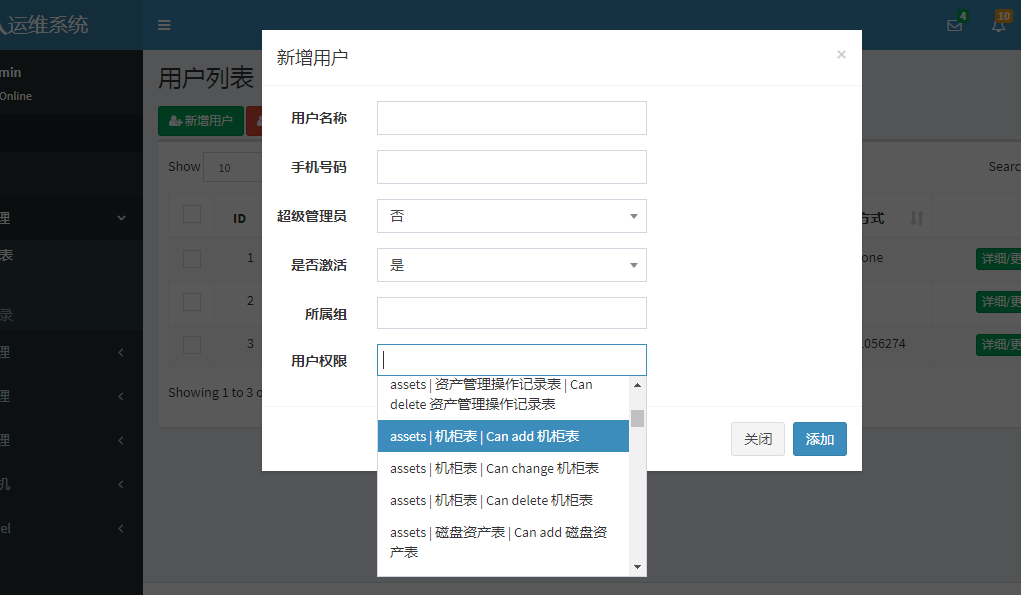 运维系统
4
10
min
Online
用户列表
新增用户
Show 10
Searc
ID
方式
1
one
详细/更
2
详细/更
3
056274
详细/更
Showing 1 to 3 o
理
表
录
理
理
理
机
el
新增用户
×
用户名称
手机号码
超级管理员
否
是否激活
是
所属组
用户权限
assets | 资产管理操作记录表 | Can
delete 资产管理操作记录表
assets | 机柜表 | Can add 机柜表
assets | 机柜表 | Can change 机柜表
assets | 机柜表 | Can delete 机柜表
assets | 磁盘资产表 | Can add 磁盘资
产表
关闭
添加